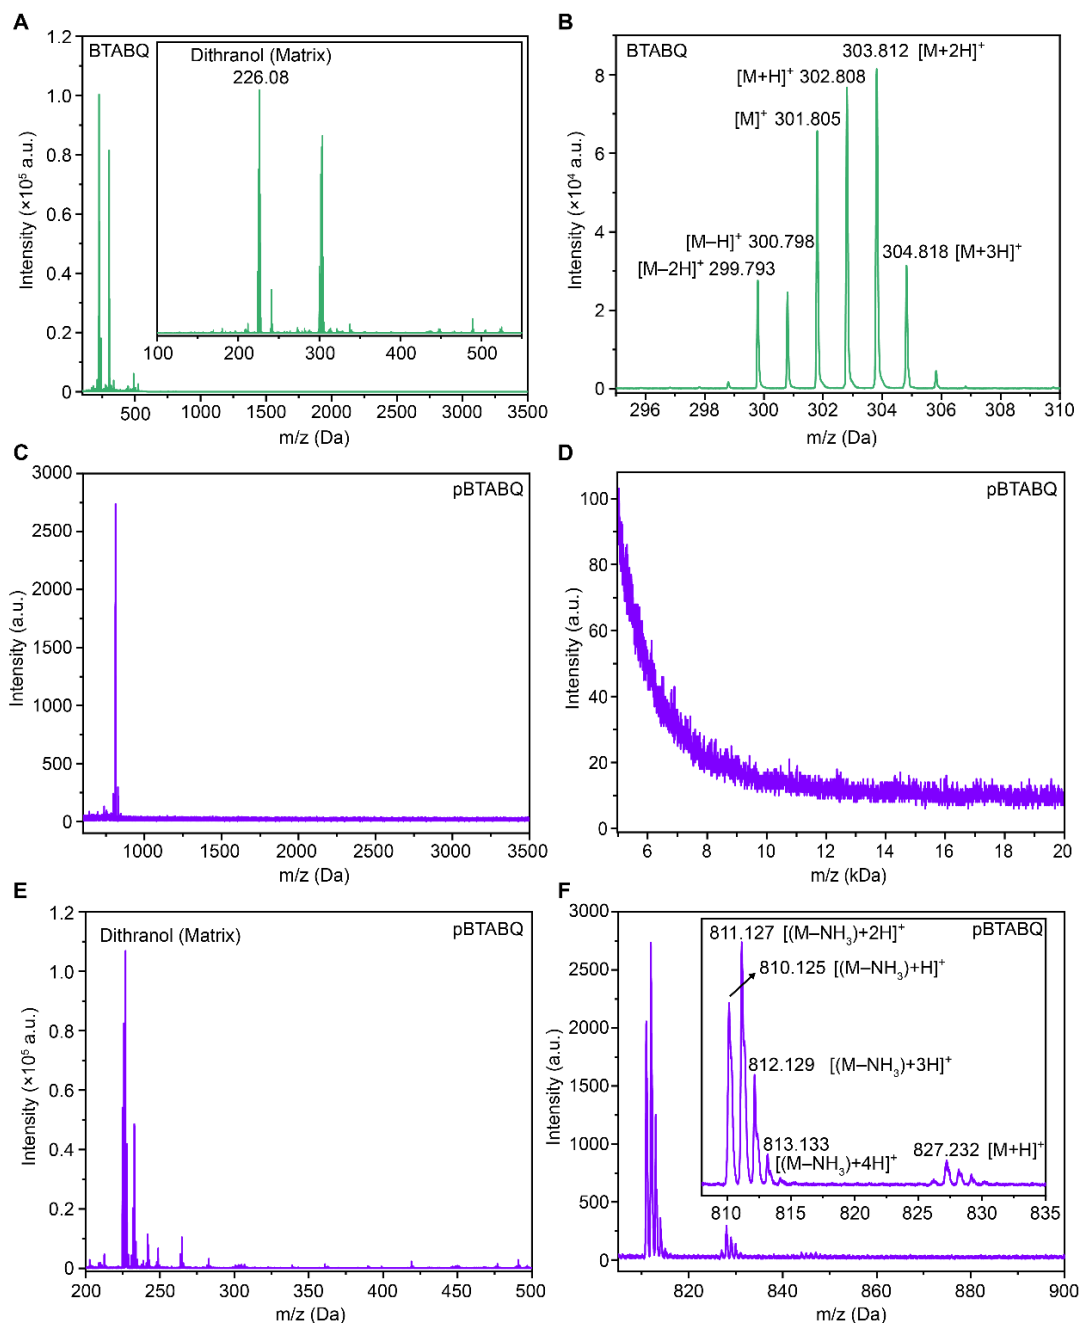 A
BTABQ
Dithranol (Matrix)
226.08
Intensity (×10⁵ a.u.)
1.2
1.0
0.8
0.6
0.4
0.2
0
100 200 300 400 500
500 1000 1500 2000 2500 3000 3500
m/z (Da)
B
BTABQ
303.812 [M+2H]⁺
[M+H]⁺ 302.808
[M]⁺ 301.805
[M–H]⁺ 300.798
[M–2H]⁺ 299.793
304.818 [M+3H]⁺
Intensity (×10⁴ a.u.)
8
6
4
2
0
296 298 300 302 304 306 308 310
m/z (Da)
C
pBTABQ
Intensity (a.u.)
3000
2500
2000
1500
1000
500
0
1000 1500 2000 2500 3000 3500
m/z (Da)
D
pBTABQ
Intensity (a.u.)
100
80
60
40
20
0
6 8 10 12 14 16 18 20
m/z (kDa)
E
pBTABQ
Dithranol (Matrix)
Intensity (×10⁵ a.u.)
1.2
1.0
0.8
0.6
0.4
0.2
0
200 250 300 350 400 450 500
m/z (Da)
F
pBTABQ
811.127 [(M–NH₃)+2H]⁺
810.125 [(M–NH₃)+H]⁺
812.129 [(M–NH₃)+3H]⁺
813.133
[(M–NH₃)+4H]⁺
827.232 [M+H]⁺
810 815 820 825 830 835
Intensity (a.u.)
3000
2500
2000
1500
1000
500
0
820 840 860 880 900
m/z (Da)